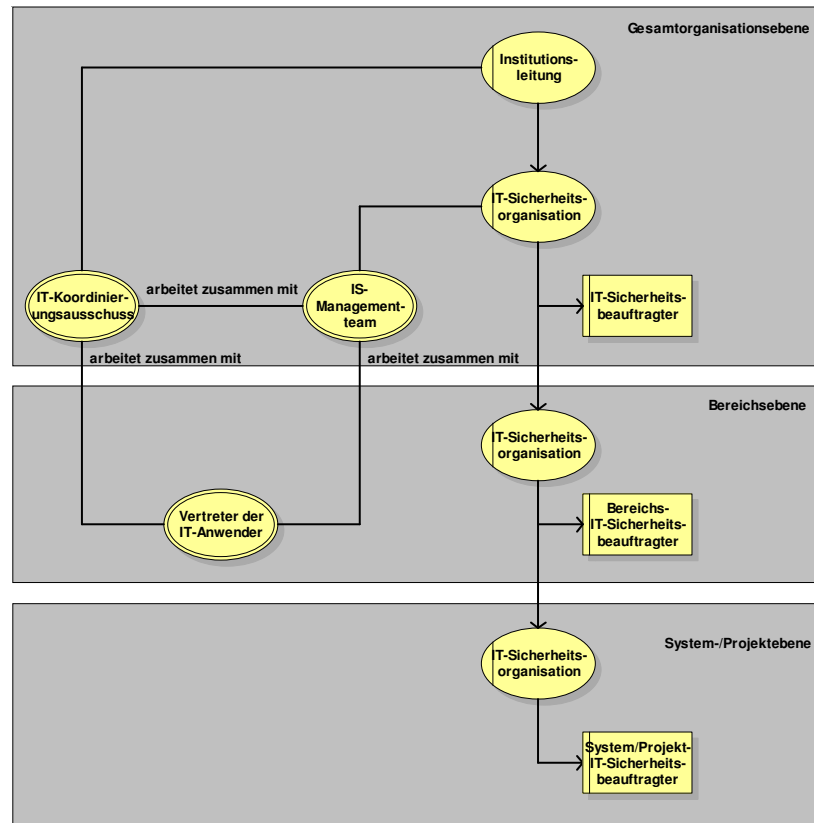 Gesamtorganisationsebene
Institutions-
leitung
IT-Sicherheits-
organisation
IT-Koordinier-
ungsausschuss
arbeitet zusammen mit
IS-
Management-
team
IT-Sicherheits-
beauftragter
arbeitet zusammen mit
arbeitet zusammen mit
Bereichsebene
IT-Sicherheits-
organisation
Vertreter der
IT-Anwender
Bereichs-
IT-Sicherheits-
beauftragter
System-/Projektebene
IT-Sicherheits-
organisation
System/Projekt-
IT-Sicherheits-
beauftragter